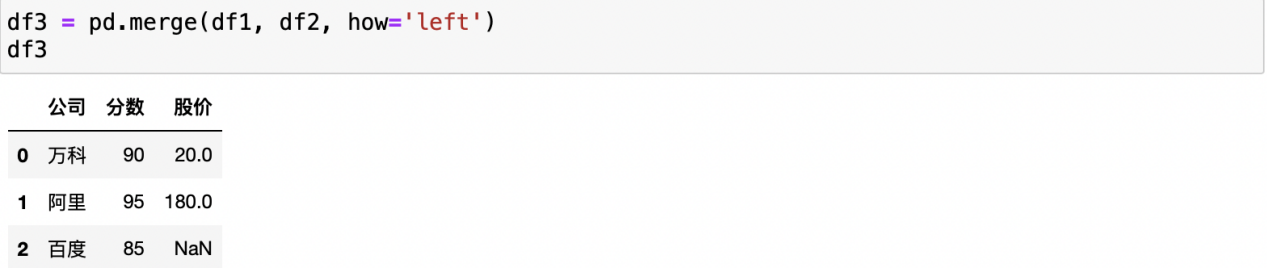 df3 = pd.merge(df1, df2, how='left')
df3
公司 分数 股价
0 万科 90 20.0
1 阿里 95 180.0
2 百度 85 NaN